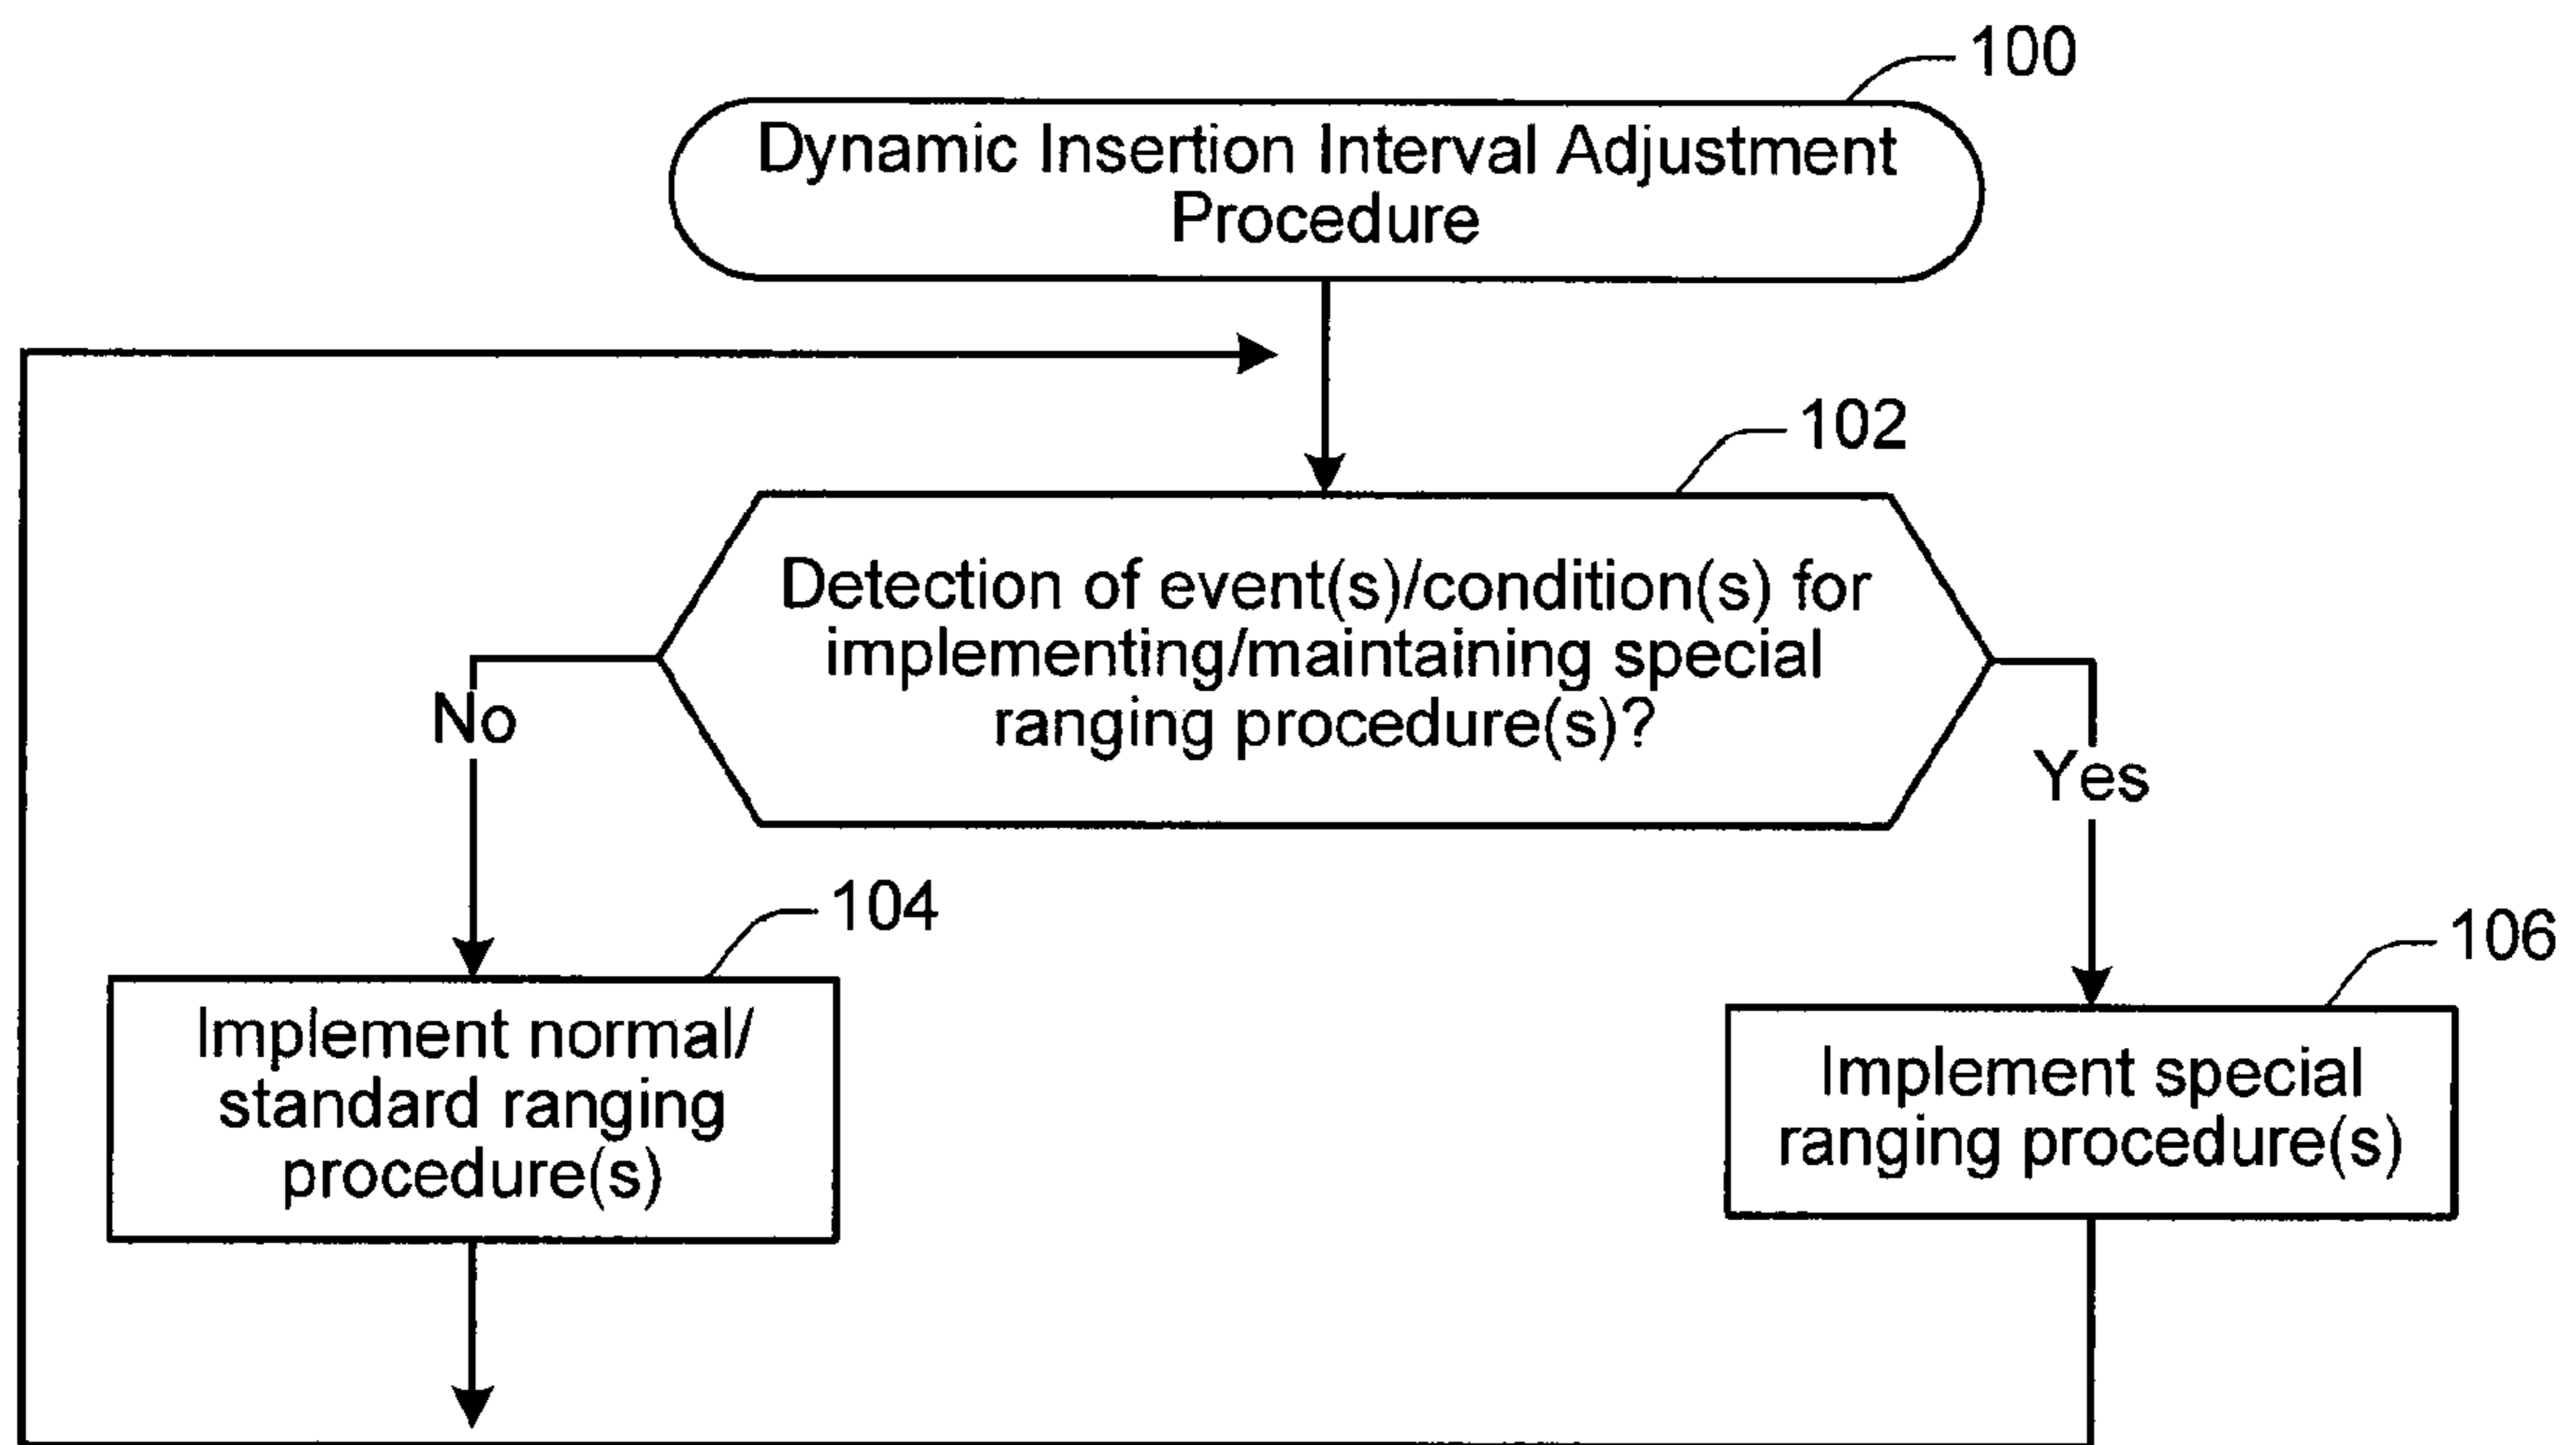 100
Dynamic Insertion Interval Adjustment
Procedure
102
Detection of event(s)/condition(s) for
implementing/maintaining special
ranging procedure(s)?
No
Yes
104
Implement normal/
standard ranging
procedure(s)
106
Implement special
ranging procedure(s)